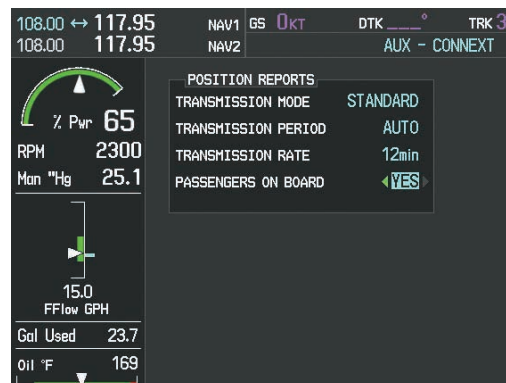 108.00 ↔ 117.95 NAV1 GS 0KT DTK ___° TRK 3
108.00 117.95 NAV2 AUX - CONNEXT
POSITION REPORTS
TRANSMISSION MODE STANDARD
TRANSMISSION PERIOD AUTO
TRANSMISSION RATE 12min
PASSENGERS ON BOARD YES
% Pwr 65
RPM 2300
Man "Hg 25.1
15.0
FFlow GPH
Gal Used 23.7
Oil °F 169